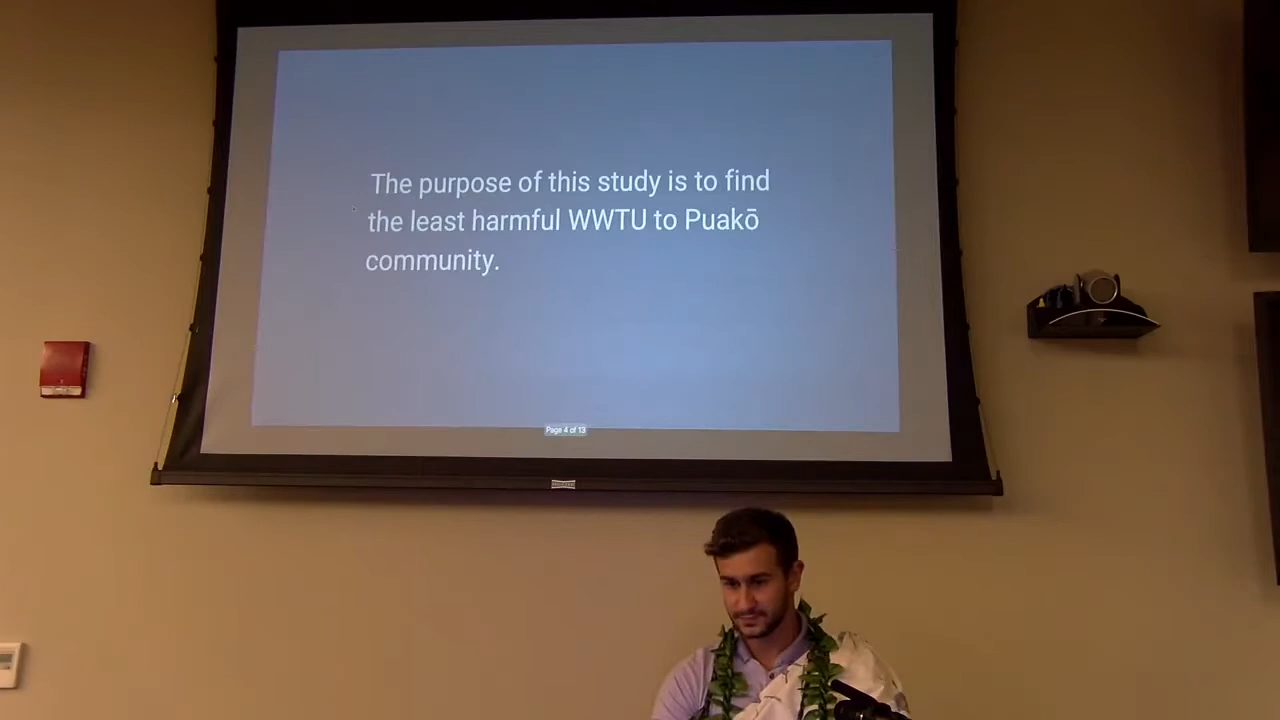 The purpose of this study is to find
the least harmful WWTU to Puakō
community.
Page 4 of 13